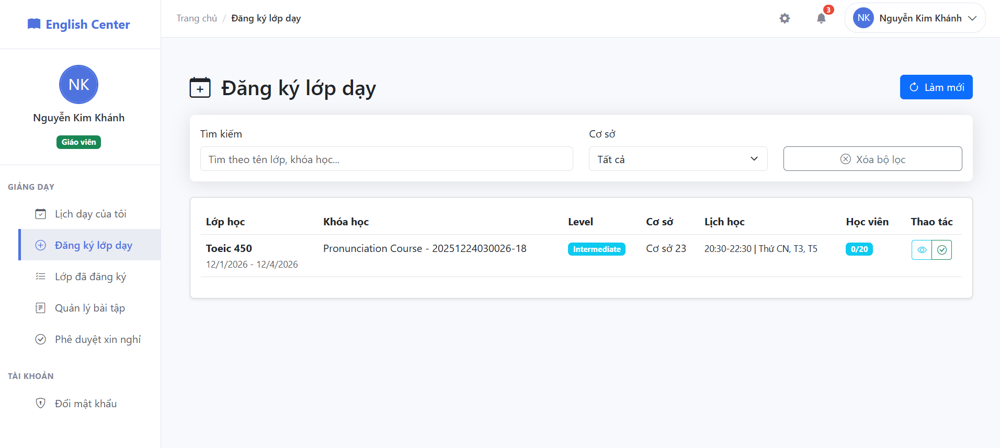 English Center
NK
Nguyễn Kim Khánh
Giáo viên
GIẢNG DẠY
Lịch dạy của tôi
Đăng ký lớp dạy
Lớp đã đăng ký
Quản lý bài tập
Phê duyệt xin nghỉ
TÀI KHOẢN
Đổi mật khẩu
Trang chủ / Đăng ký lớp dạy
3
NK Nguyễn Kim Khánh
Đăng ký lớp dạy
Làm mới
Tìm kiếm
Tìm theo tên lớp, khóa học...
Cơ sở
Tất cả
Xóa bộ lọc
Lớp học Khóa học Level Cơ sở Lịch học Học viên Thao tác
Toeic 450 Pronunciation Course - 20251224030026-18 Intermediate Cơ sở 23 20:30-22:30 | Thứ CN, T3, T5 0/20
12/1/2026 - 12/4/2026